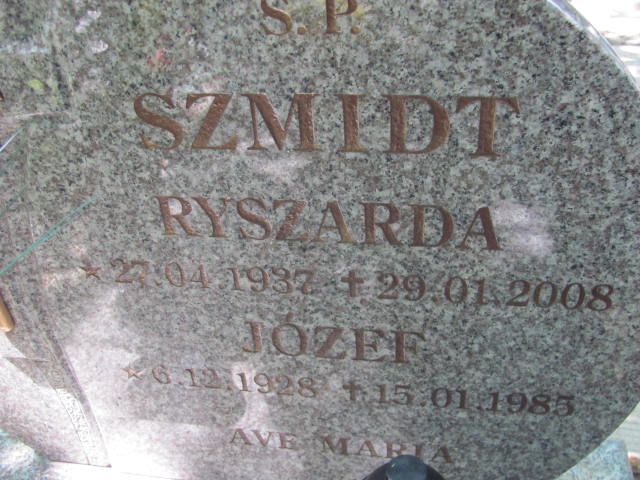 Ś.P.
SZMIDT
RYSZARDA
★ 27.04.1937 ✝ 29.01.2008
JÓZEF
★ 6.12.1928 ✝ 15.01.1985
AVE MARIA